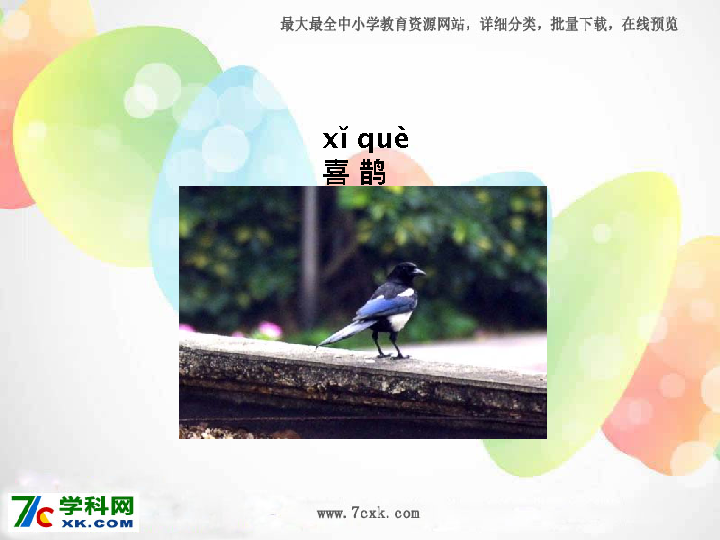 最大最全中小学教育资源网站，详细分类，批量下载，在线预览
xǐ què
喜 鹊
7c 学科网
XK.COM
www.7cxk.com